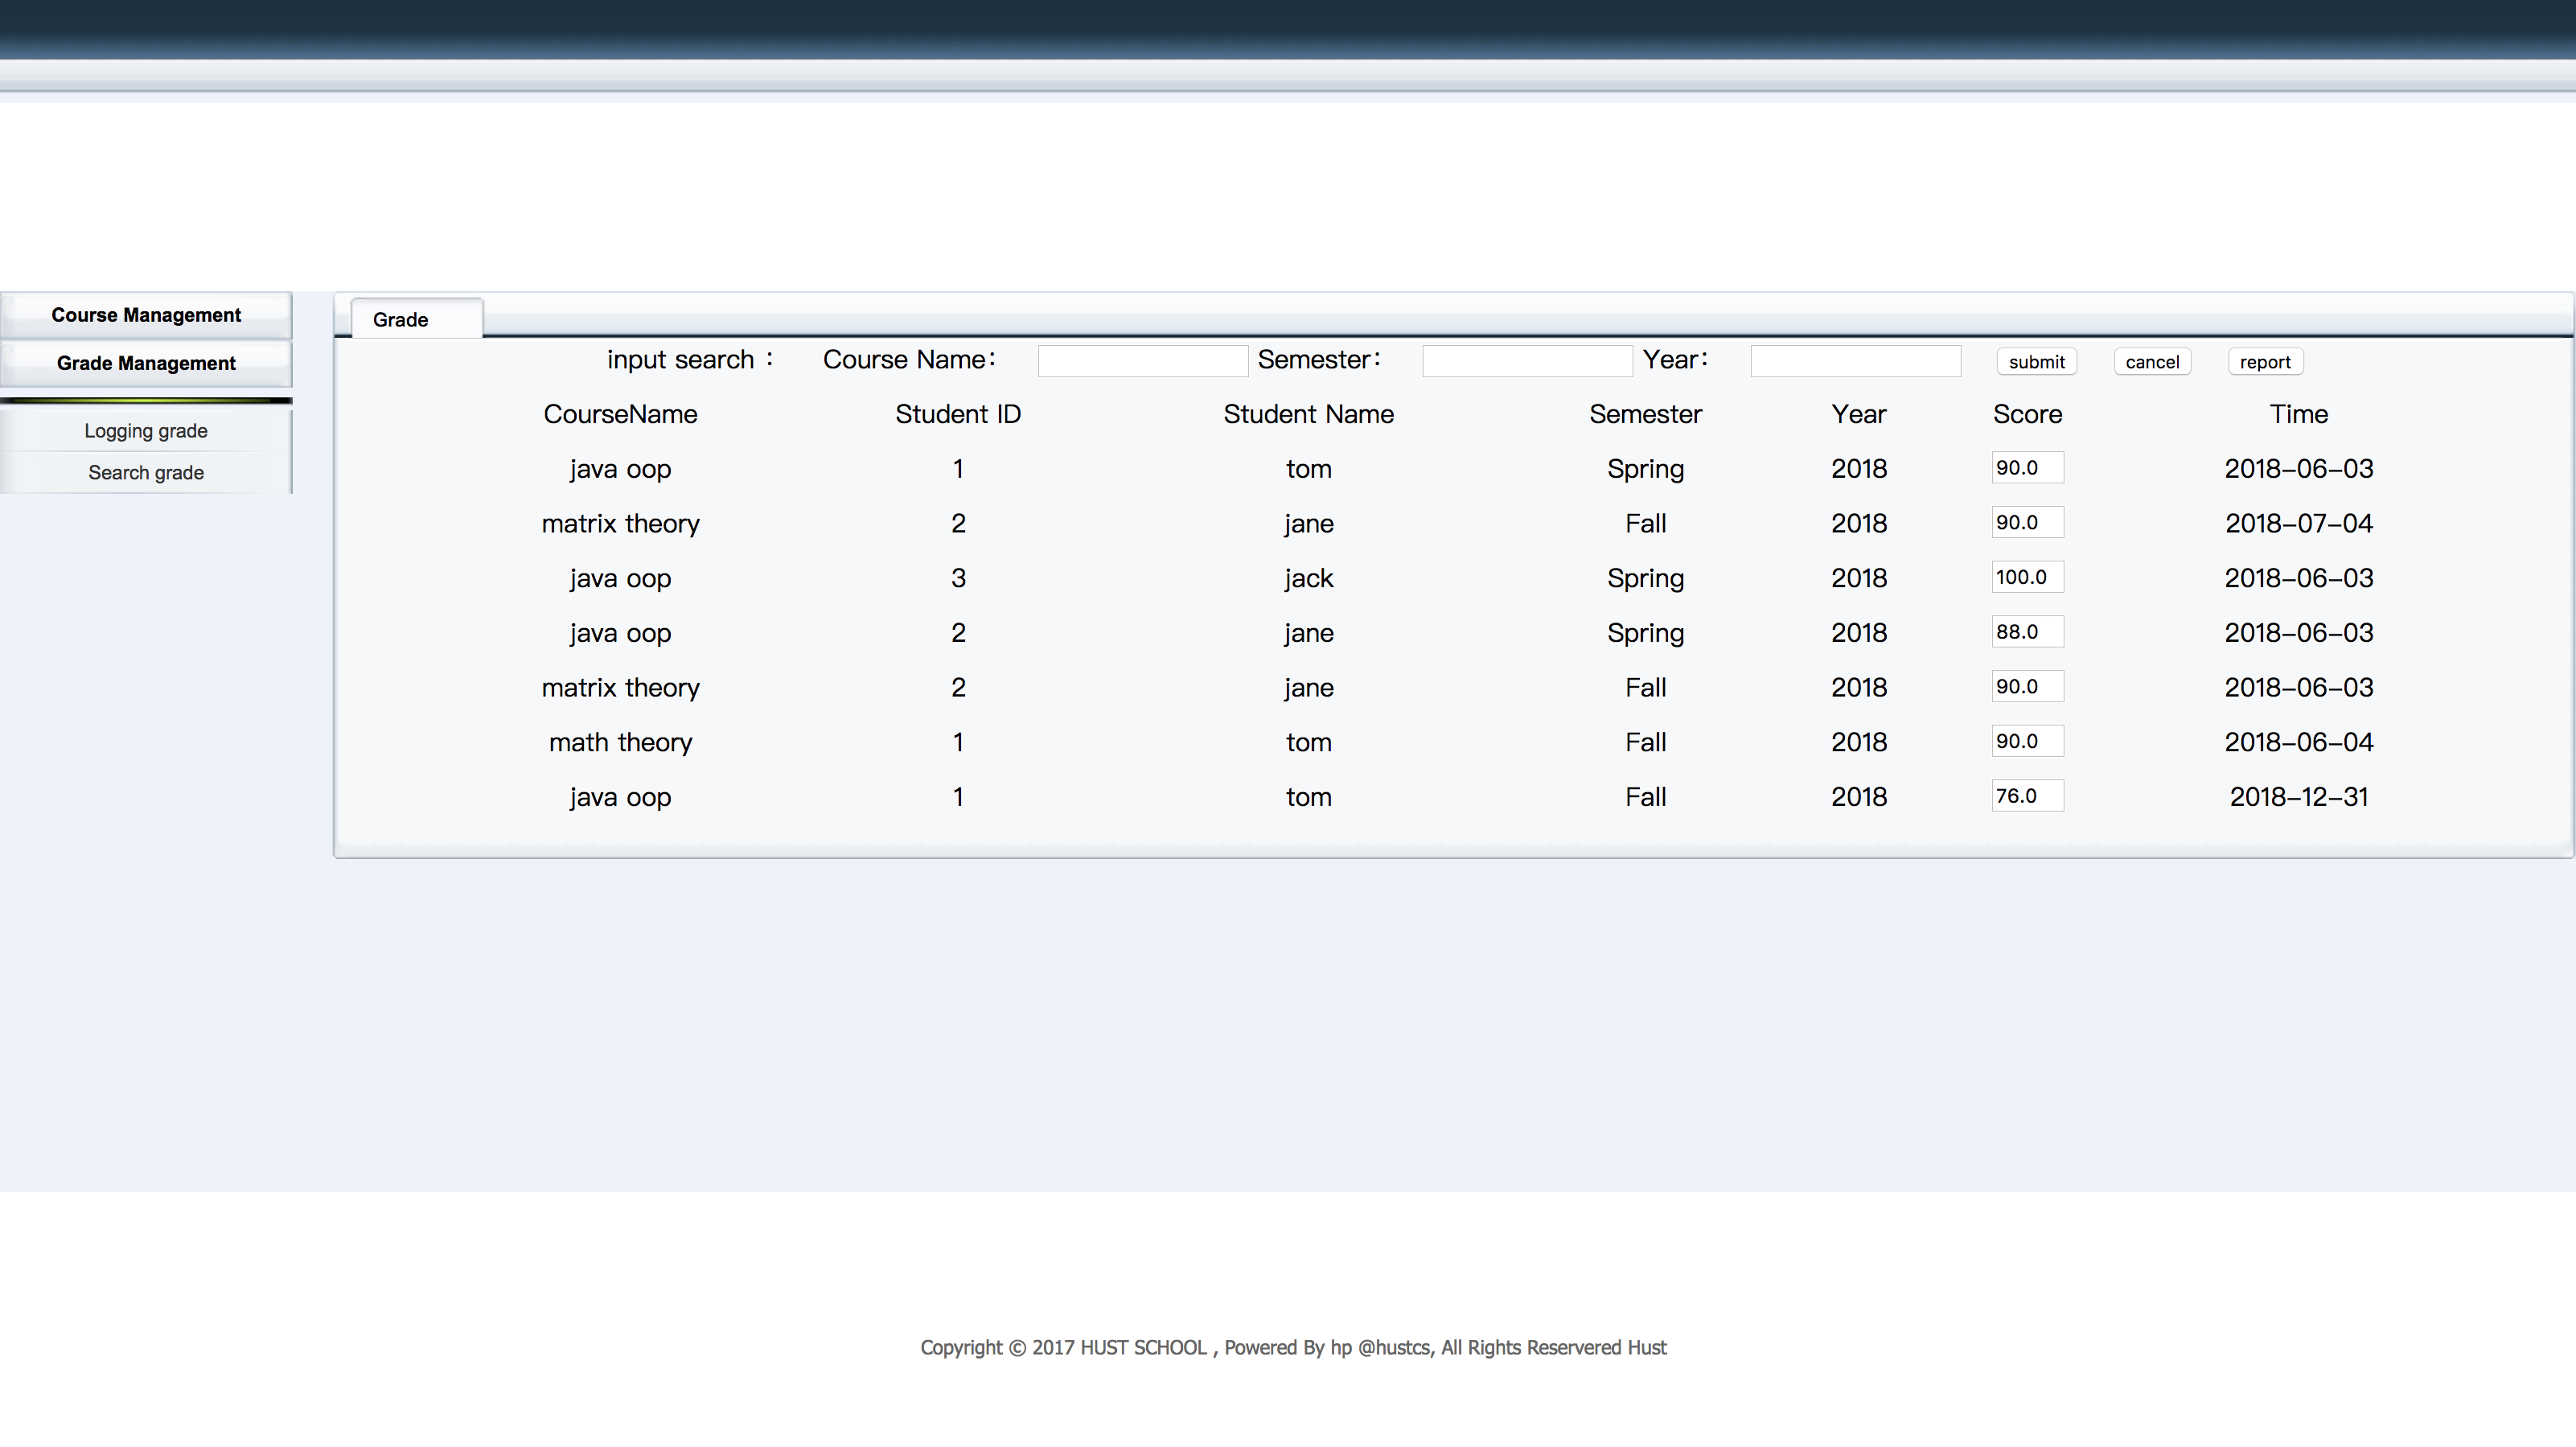 Course Management
Grade Management
Logging grade
Search grade
Grade
input search： Course Name： Semester： Year： submit cancel report
CourseName Student ID Student Name Semester Year Score Time
java oop 1 tom Spring 2018 90.0 2018-06-03
matrix theory 2 jane Fall 2018 90.0 2018-07-04
java oop 3 jack Spring 2018 100.0 2018-06-03
java oop 2 jane Spring 2018 88.0 2018-06-03
matrix theory 2 jane Fall 2018 90.0 2018-06-03
math theory 1 tom Fall 2018 90.0 2018-06-04
java oop 1 tom Fall 2018 76.0 2018-12-31
Copyright © 2017 HUST SCHOOL , Powered By hp @hustcs, All Rights Reservered Hust